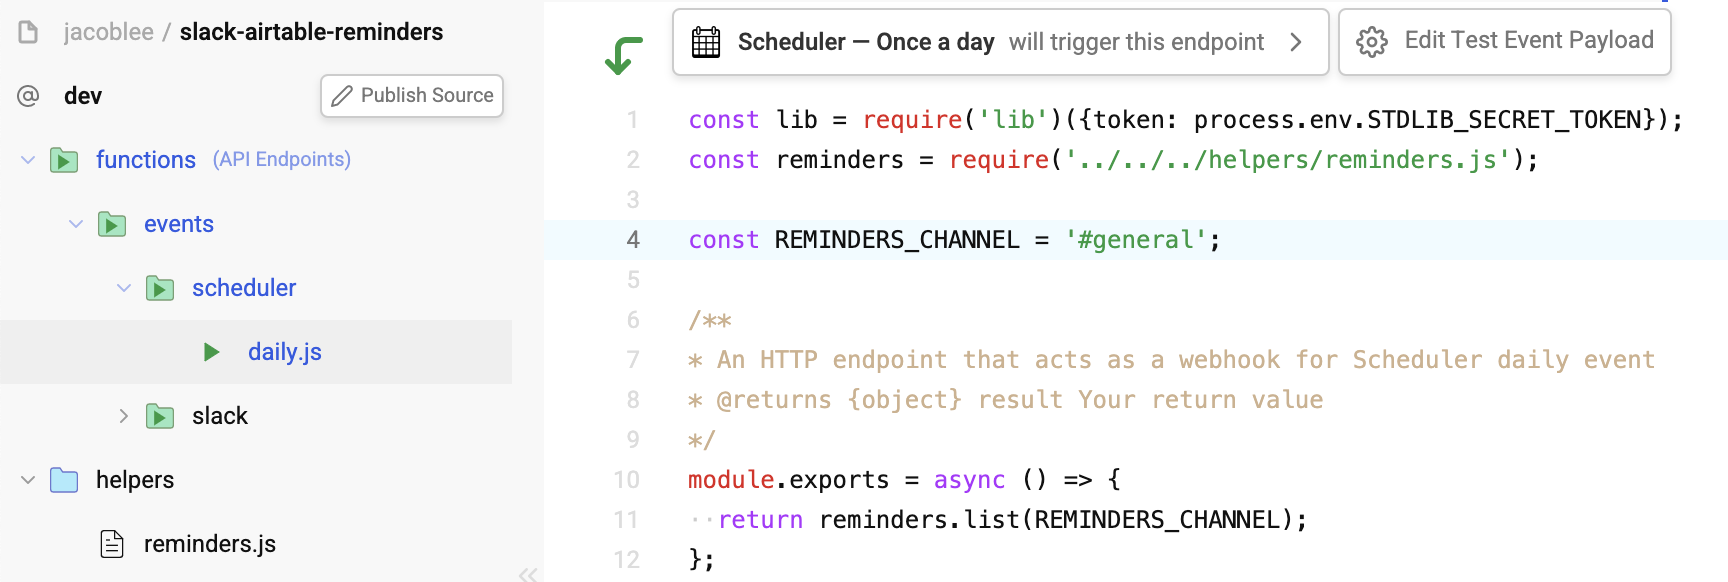 jacoblee / slack-airtable-reminders
@ dev
Publish Source
functions (API Endpoints)
events
scheduler
daily.js
slack
helpers
reminders.js
Scheduler — Once a day will trigger this endpoint
Edit Test Event Payload
1 const lib = require('lib')({token: process.env.STDLIB_SECRET_TOKEN});
2 const reminders = require('../../../helpers/reminders.js');
3
4 const REMINDERS_CHANNEL = '#general';
5
6 /**
7 * An HTTP endpoint that acts as a webhook for Scheduler daily event
8 * @returns {object} result Your return value
9 */
10 module.exports = async () => {
11 ··return reminders.list(REMINDERS_CHANNEL);
12 };